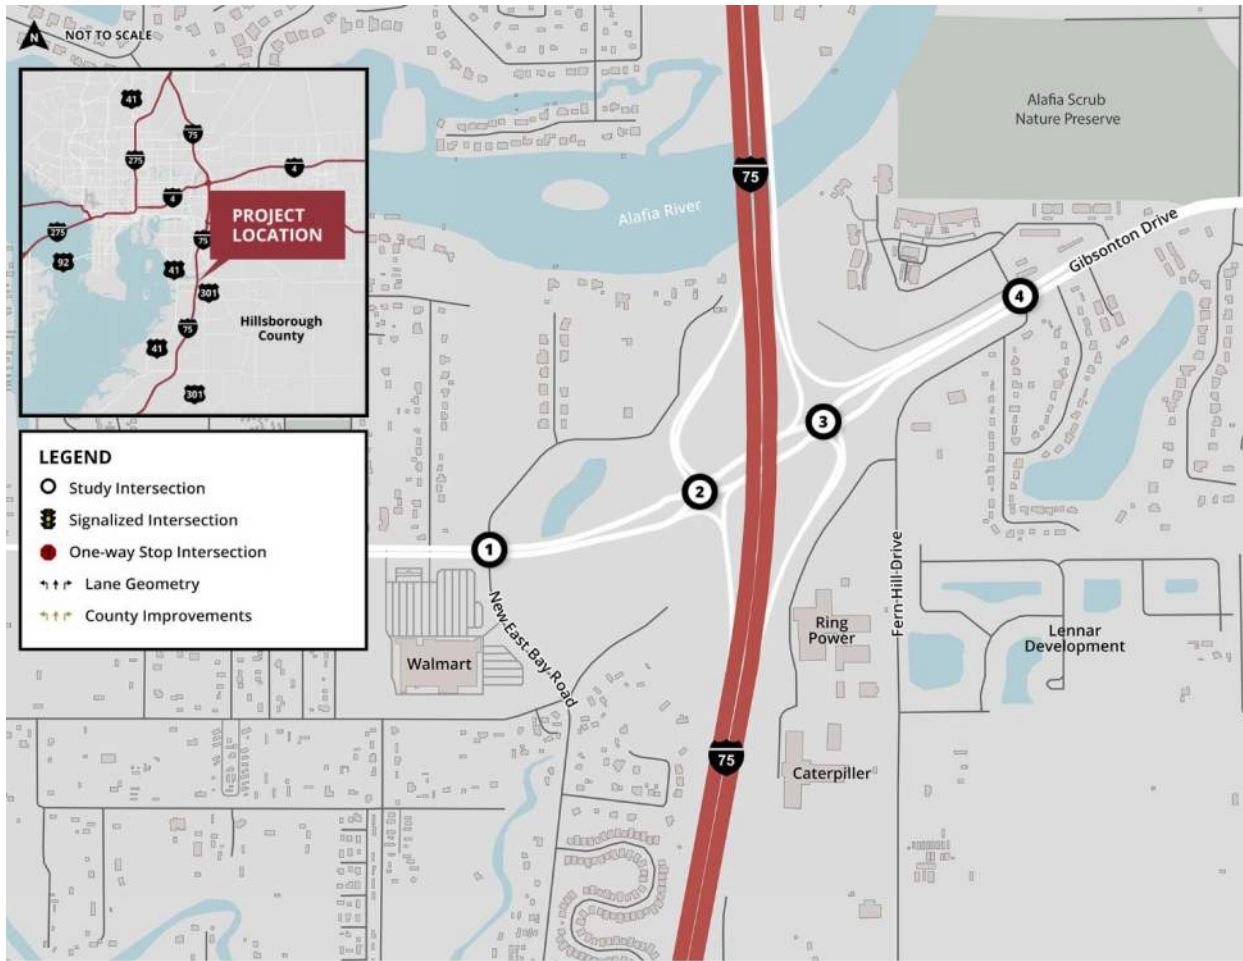 N
NOT TO SCALE
41
75
275
4
4
PROJECT
LOCATION
275
75
92
41
301
75
Hillsborough
County
41
301
LEGEND
Study Intersection
Signalized Intersection
One-way Stop Intersection
Lane Geometry
County Improvements
Alafia Scrub
Nature Preserve
75
Alafia River
Gibsonton Drive
4
3
2
1
New East Bay Road
Walmart
Fern Hill Drive
Ring
Power
Lennar
Development
75
Caterpiller